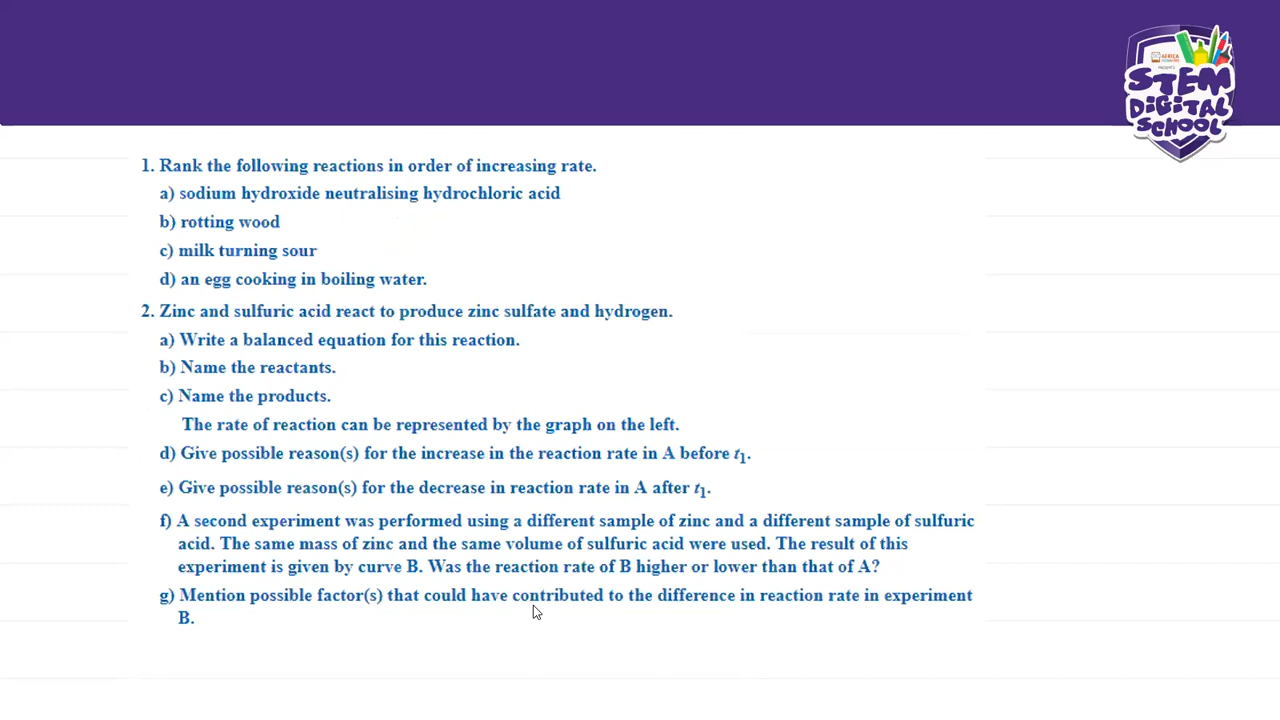 AFRICA
STEM
DIGITAL
SCHOOL
1. Rank the following reactions in order of increasing rate.
a) sodium hydroxide neutralising hydrochloric acid
b) rotting wood
c) milk turning sour
d) an egg cooking in boiling water.
2. Zinc and sulfuric acid react to produce zinc sulfate and hydrogen.
a) Write a balanced equation for this reaction.
b) Name the reactants.
c) Name the products.
The rate of reaction can be represented by the graph on the left.
d) Give possible reason(s) for the increase in the reaction rate in A before t1.
e) Give possible reason(s) for the decrease in reaction rate in A after t1.
f) A second experiment was performed using a different sample of zinc and a different sample of sulfuric
acid. The same mass of zinc and the same volume of sulfuric acid were used. The result of this
experiment is given by curve B. Was the reaction rate of B higher or lower than that of A?
g) Mention possible factor(s) that could have contributed to the difference in reaction rate in experiment
B.